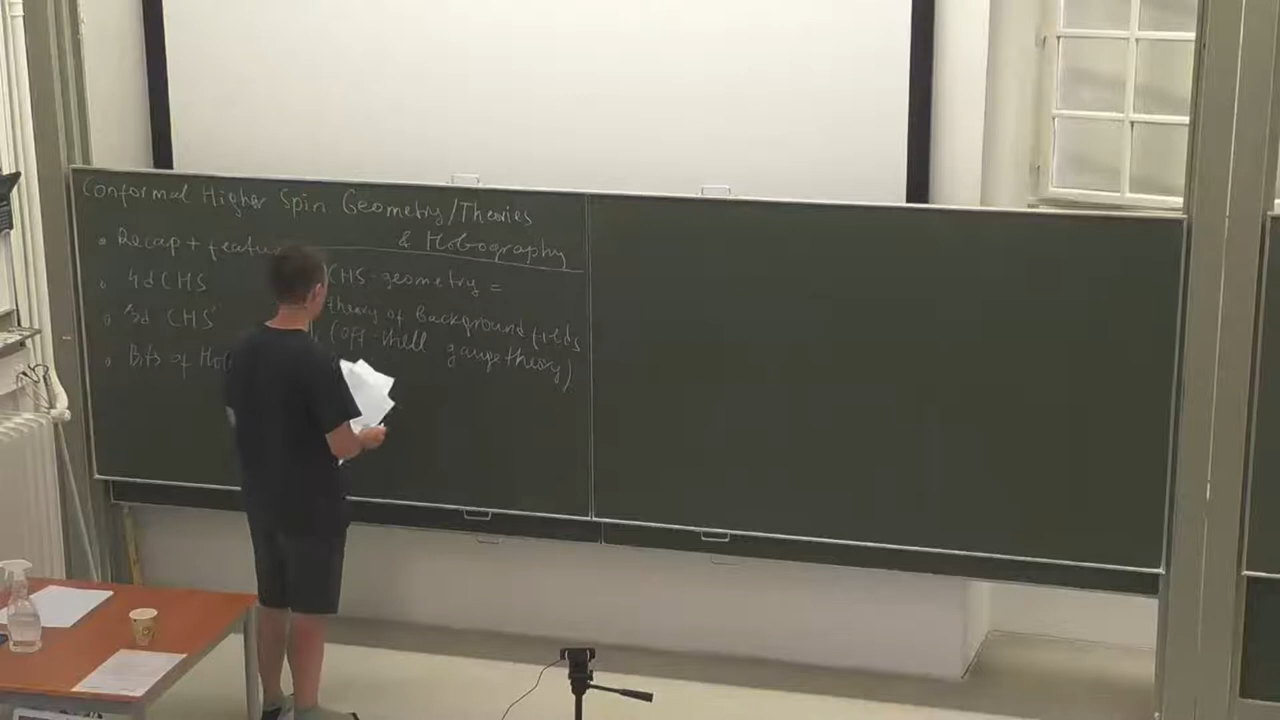 Conformal Higher Spin Geometry/Theories
& Holography
• Recap + featu
• 4d CHS
• 3d CHS
• Bits of Hol
CHS-geometry =
theory of background fields
(off-shell gauge theory)